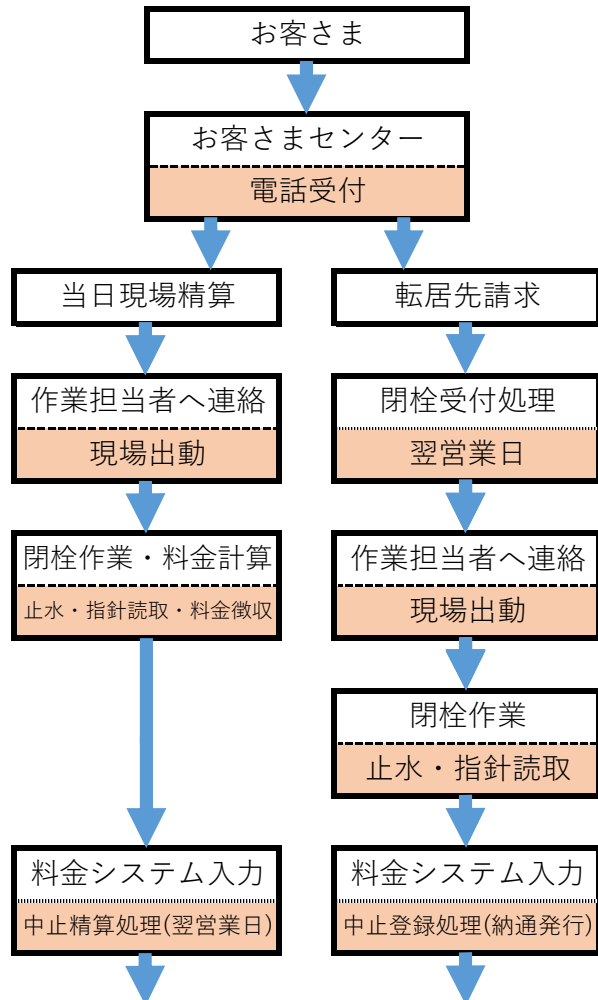 お客さま
お客さまセンター
電話受付
当日現場精算
転居先請求
作業担当者へ連絡
現場出動
閉栓受付処理
翌営業日
閉栓作業・料金計算
止水・指針読取・料金徴収
作業担当者へ連絡
現場出動
閉栓作業
止水・指針読取
料金システム入力
中止精算処理(翌営業日)
料金システム入力
中止登録処理(納通発行)